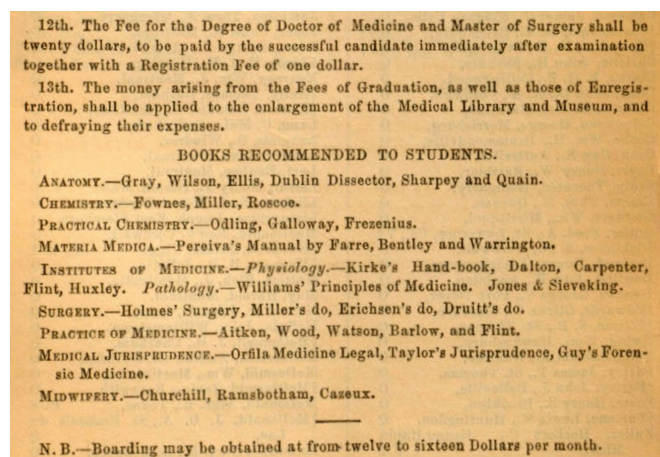 12th. The Fee for the Degree of Doctor of Medicine and Master of Surgery shall be
twenty dollars, to be paid by the successful candidate immediately after examination
together with a Registration Fee of one dollar.
13th. The money arising from the Fees of Graduation, as well as those of Enregis-
tration, shall be applied to the enlargement of the Medical Library and Museum, and
to defraying their expenses.
BOOKS RECOMMENDED TO STUDENTS.
ANATOMY.—Gray, Wilson, Ellis, Dublin Dissector, Sharpey and Quain.
CHEMISTRY.—Fownes, Miller, Roscoe.
PRACTICAL CHEMISTRY.—Odling, Galloway, Frezenius.
MATERIA MEDICA.—Pereiva's Manual by Farre, Bentley and Warrington.
INSTITUTES OF MEDICINE.—Physiology.—Kirke's Hand-book, Dalton, Carpenter,
Flint, Huxley. Pathology.—Williams' Principles of Medicine. Jones & Sieveking.
SURGERY.—Holmes' Surgery, Miller's do, Erichsen's do, Druitt's do.
PRACTICE OF MEDICINE.—Aitken, Wood, Watson, Barlow, and Flint.
MEDICAL JURISPRUDENCE.—Orfila Medicine Legal, Taylor's Jurisprudence, Guy's Foren-
sic Medicine.
MIDWIFERY.—Churchill, Ramsbotham, Cazeux.
N. B.—Boarding may be obtained at from twelve to sixteen Dollars per month.